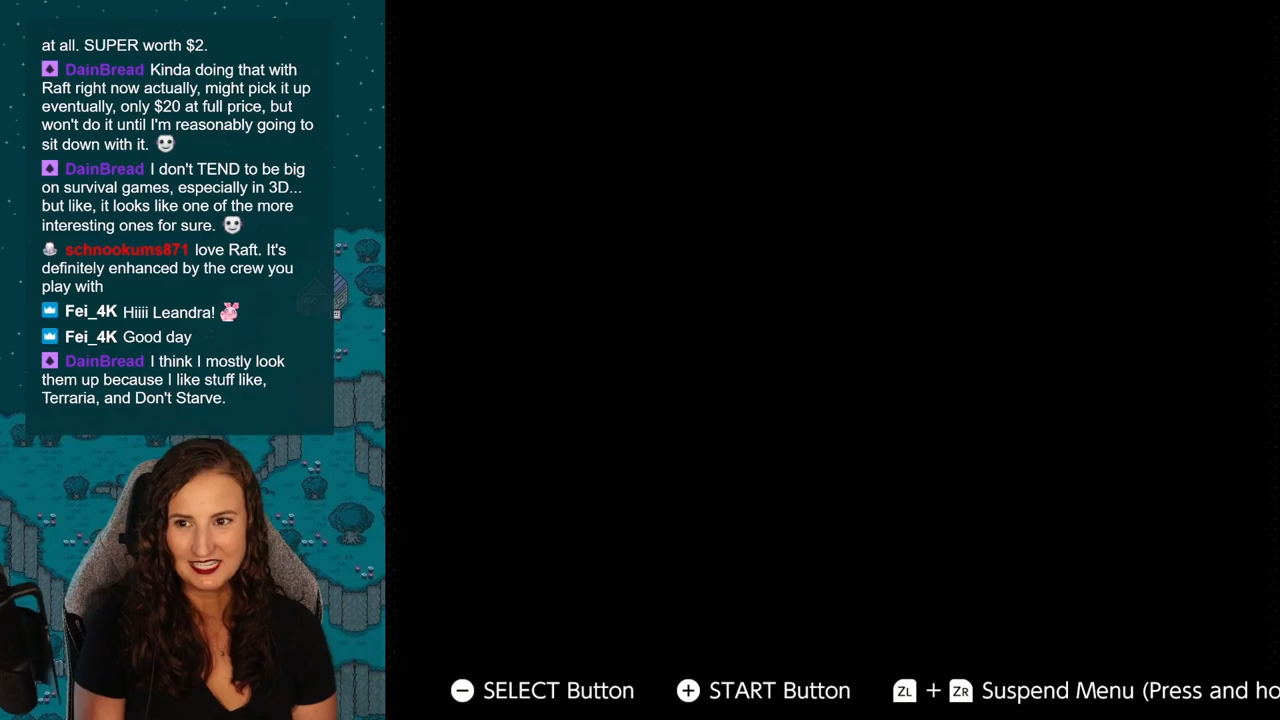 at all. SUPER worth $2.
DainBread Kinda doing that with
Raft right now actually, might pick it up
eventually, only $20 at full price, but
won't do it until I'm reasonably going to
sit down with it.
DainBread I don't TEND to be big
on survival games, especially in 3D...
but like, it looks like one of the more
interesting ones for sure.
schnookums871 love Raft. It's
definitely enhanced by the crew you
play with
Fei_4K Hiiii Leandra!
Fei_4K Good day
DainBread I think I mostly look
them up because I like stuff like,
Terraria, and Don't Starve.
SELECT Button START Button ZL + ZR Suspend Menu (Press and ho